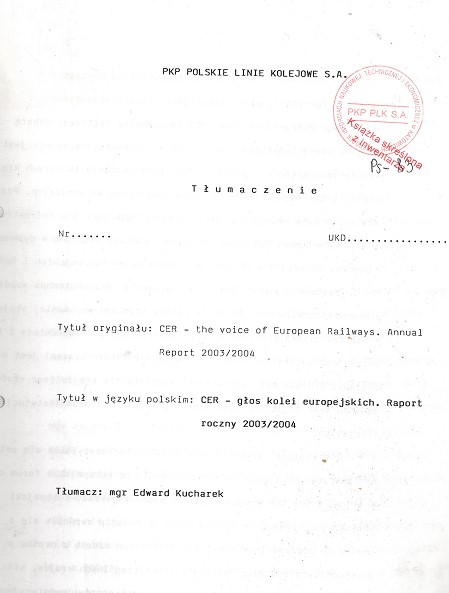 PKP POLSKIE LINIE KOLEJOWE S.A.
PKP PLK S.A.
Książka skreślona
z inwentarza
Ps-
T ł u m a c z e n i e
Nr.......
UKD.................
Tytuł oryginału: CER - the voice of European Railways. Annual
Report 2003/2004
Tytuł w języku polskim: CER - głos kolei europejskich. Raport
roczny 2003/2004
Tłumacz: mgr Edward Kucharek